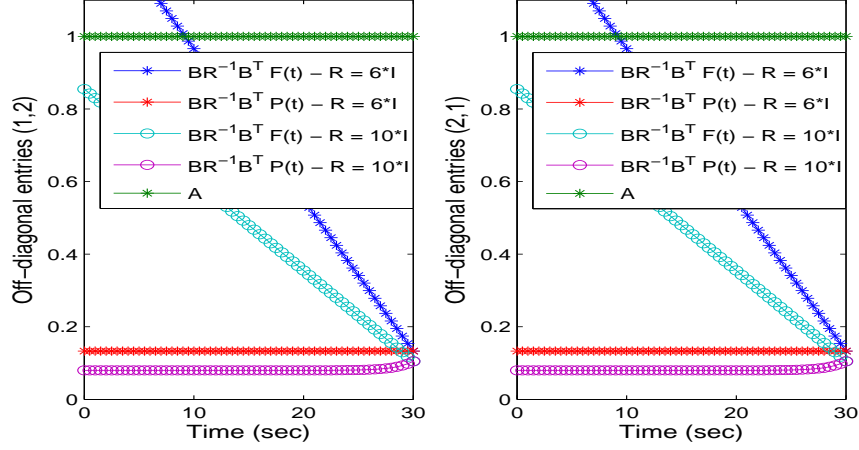 Off-diagonal entries (1,2)
1
0.8
0.6
0.4
0.2
0
BR⁻¹Bᵀ F(t) – R = 6*I
BR⁻¹Bᵀ P(t) – R = 6*I
BR⁻¹Bᵀ F(t) – R = 10*I
BR⁻¹Bᵀ P(t) – R = 10*I
A
0 10 20 30
Time (sec)
Off-diagonal entries (2,1)
1
0.8
0.6
0.4
0.2
0
BR⁻¹Bᵀ F(t) – R = 6*I
BR⁻¹Bᵀ P(t) – R = 6*I
BR⁻¹Bᵀ F(t) – R = 10*I
BR⁻¹Bᵀ P(t) – R = 10*I
A
0 10 20 30
Time (sec)